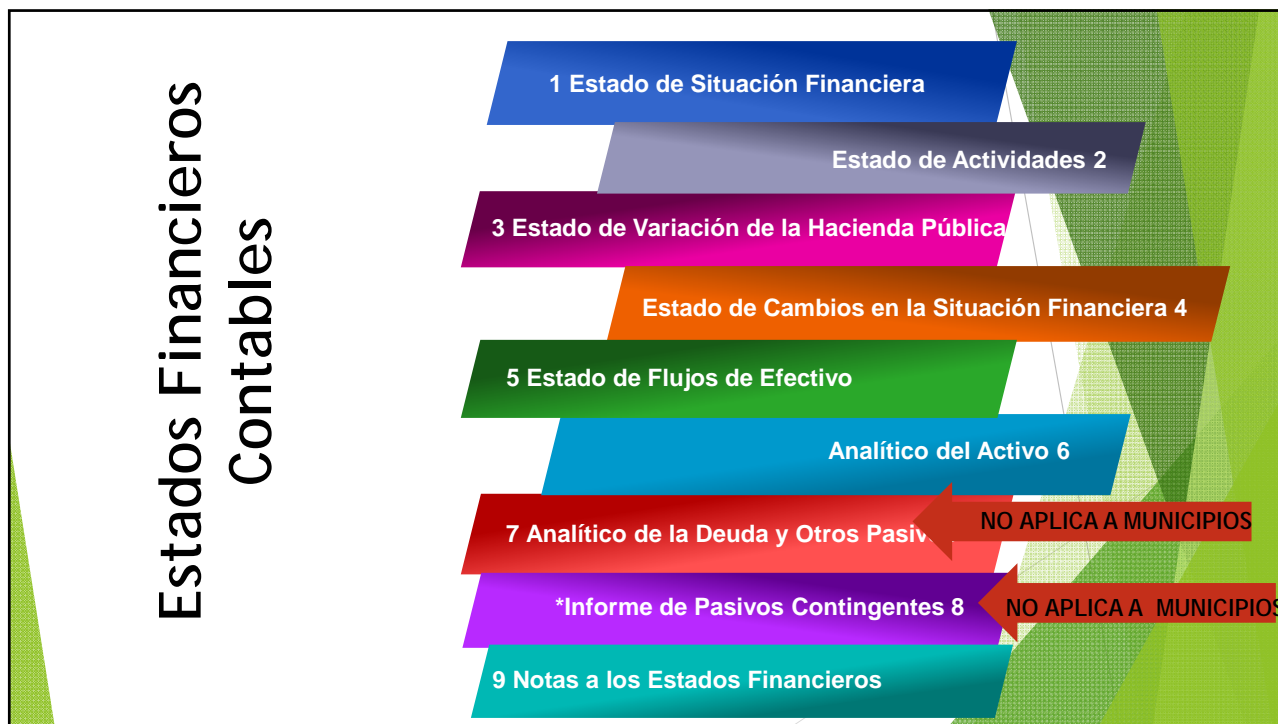 Estados Financieros
Contables
1 Estado de Situación Financiera
Estado de Actividades 2
3 Estado de Variación de la Hacienda Pública
Estado de Cambios en la Situación Financiera 4
5 Estado de Flujos de Efectivo
Analítico del Activo 6
7 Analítico de la Deuda y Otros
NO APLICA A MUNICIPIOS
*Informe de Pasivos Contingentes 8
NO APLICA A MUNICIPIOS
9 Notas a los Estados Financieros